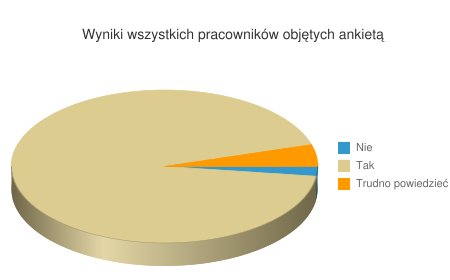 Wyniki wszystkich pracowników objętych ankietą
Nie
Tak
Trudno powiedzieć